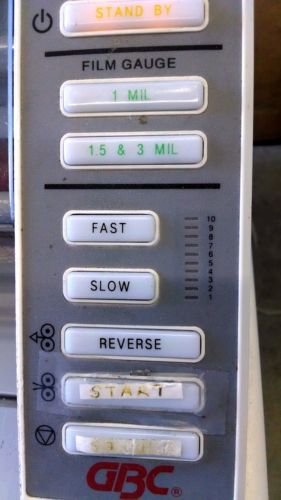 STAND BY
FILM GAUGE
1 MIL
1.5 & 3 MIL
FAST
10
9
8
7
6
5
4
3
2
1
SLOW
REVERSE
START
GBC®